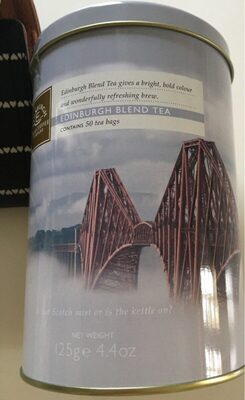 Edinburgh Blend Tea gives a bright, bold colour
and wonderfully refreshing brew.
EDINBURGH BLEND TEA
CONTAINS 50 tea bags
Scotch mist or is the kettle on?
NET WEIGHT
125g e 4.4oz